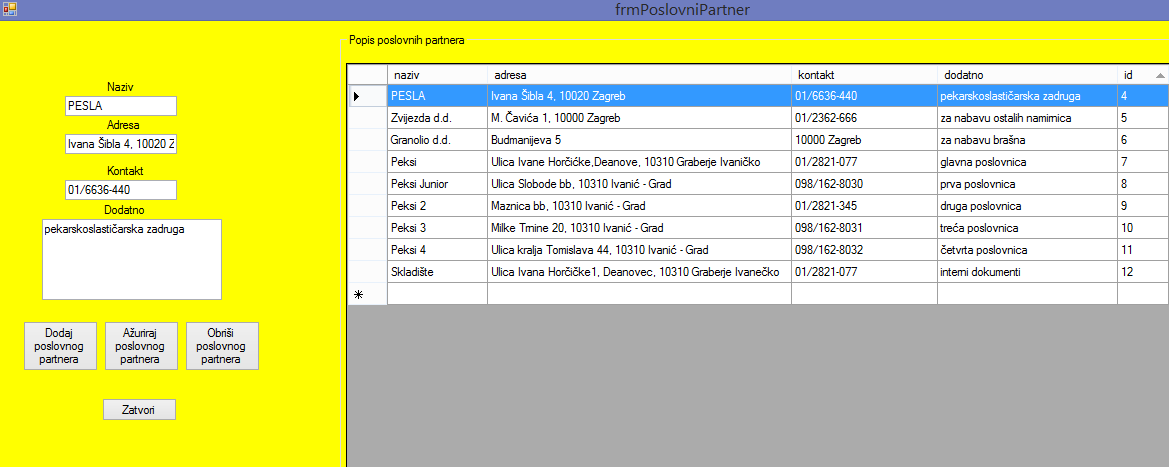 frmPoslovniPartner
Naziv
PESLA
Adresa
Ivana Šibla 4, 10020 Z
Kontakt
01/6636-440
Dodatno
pekarskoslastičarska zadruga
Dodaj
poslovnog
partnera
Ažuriraj
poslovnog
partnera
Obriši
poslovnog
partnera
Zatvori
Popis poslovnih partnera
naziv adresa kontakt dodatno id
PESLA Ivana Šibla 4, 10020 Zagreb 01/6636-440 pekarskoslastičarska zadruga 4
Zvijezda d.d. M. Čavića 1, 10000 Zagreb 01/2362-666 za nabavu ostalih namirnica 5
Granolio d.d. Budmanijeva 5 10000 Zagreb za nabavu brašna 6
Peksi Ulica Ivane Horčićke,Deanove, 10310 Graberje Ivaničko 01/2821-077 glavna poslovnica 7
Peksi Junior Ulica Slobode bb, 10310 Ivanić - Grad 098/162-8030 prva poslovnica 8
Peksi 2 Maznica bb, 10310 Ivanić - Grad 01/2821-345 druga poslovnica 9
Peksi 3 Milke Trnine 20, 10310 Ivanić - Grad 098/162-8031 treća poslovnica 10
Peksi 4 Ulica kralja Tomislava 44, 10310 Ivanić - Grad 098/162-8032 četvrta poslovnica 11
Skladište Ulica Ivana Horčičke1, Deanovec, 10310 Graberje Ivanečko 01/2821-077 interni dokumenti 12